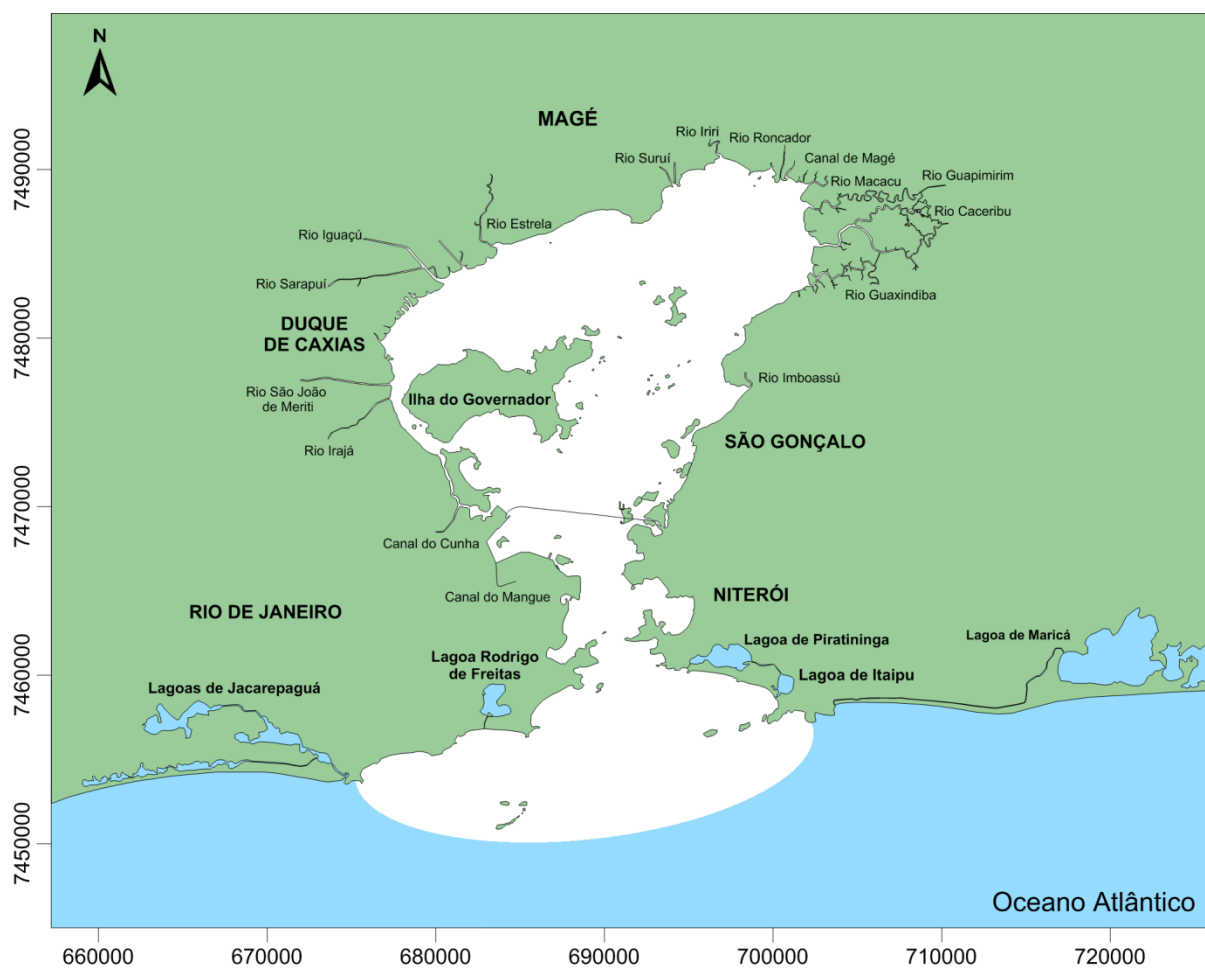 N
MAGÉ
Rio Iriri
Rio Roncador
Rio Suruí
Canal de Magé
Rio Macacu
Rio Guapimirim
Rio Caceribu
Rio Estrela
Rio Iguaçú
Rio Sarapuí
Rio Guaxindiba
DUQUE
DE CAXIAS
Rio São João
de Meriti
Ilha do Governador
Rio Imboassú
Rio Irajá
SÃO GONÇALO
Canal do Cunha
Canal do Mangue
RIO DE JANEIRO
NITERÓI
Lagoa de Piratininga
Lagoa de Maricá
Lagoa Rodrigo
de Freitas
Lagoa de Itaipu
Lagoas de Jacarepaguá
Oceano Atlântico
7490000
7480000
7470000
7460000
7450000
660000
670000
680000
690000
700000
710000
720000